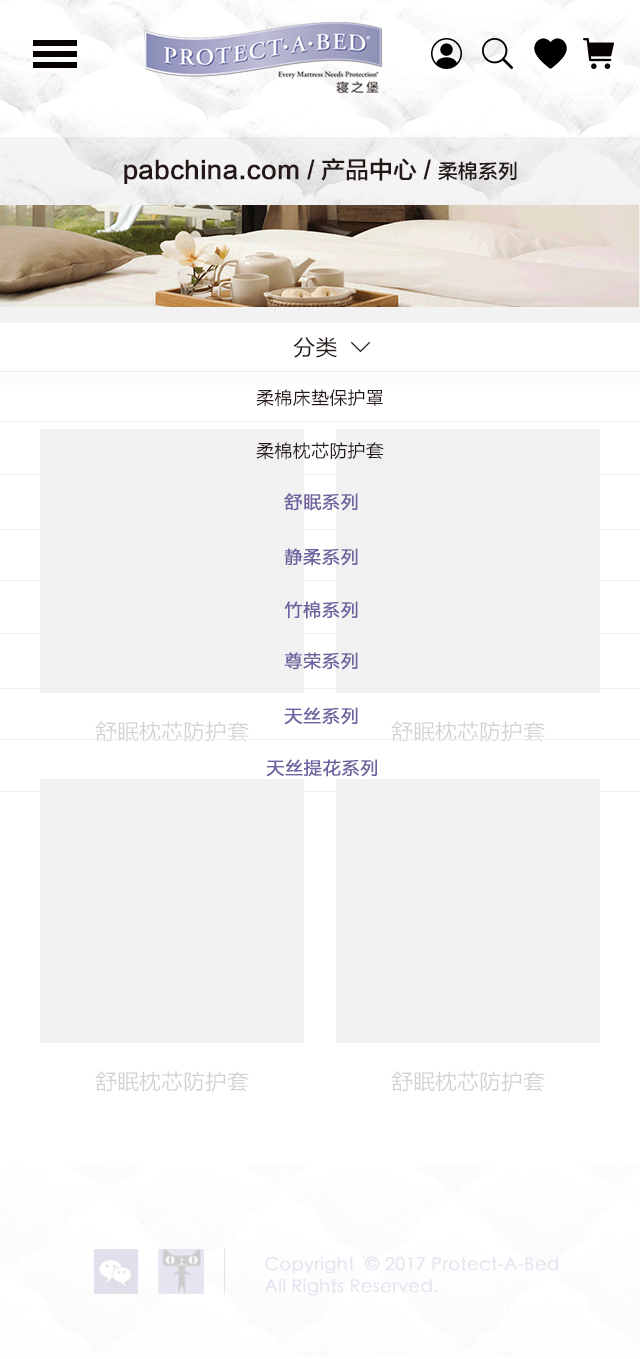 PROTECT·A·BED®
Every Mattress Needs Protection®
寝之堡
pabchina.com / 产品中心 / 柔棉系列
分类
柔棉床垫保护罩
柔棉枕芯防护套
舒眠系列
静柔系列
竹棉系列
尊荣系列
天丝系列
舒眠枕芯防护套 舒眠枕芯防护套
天丝提花系列
舒眠枕芯防护套 舒眠枕芯防护套
Copyright © 2017 Protect-A-Bed
All Rights Reserved.